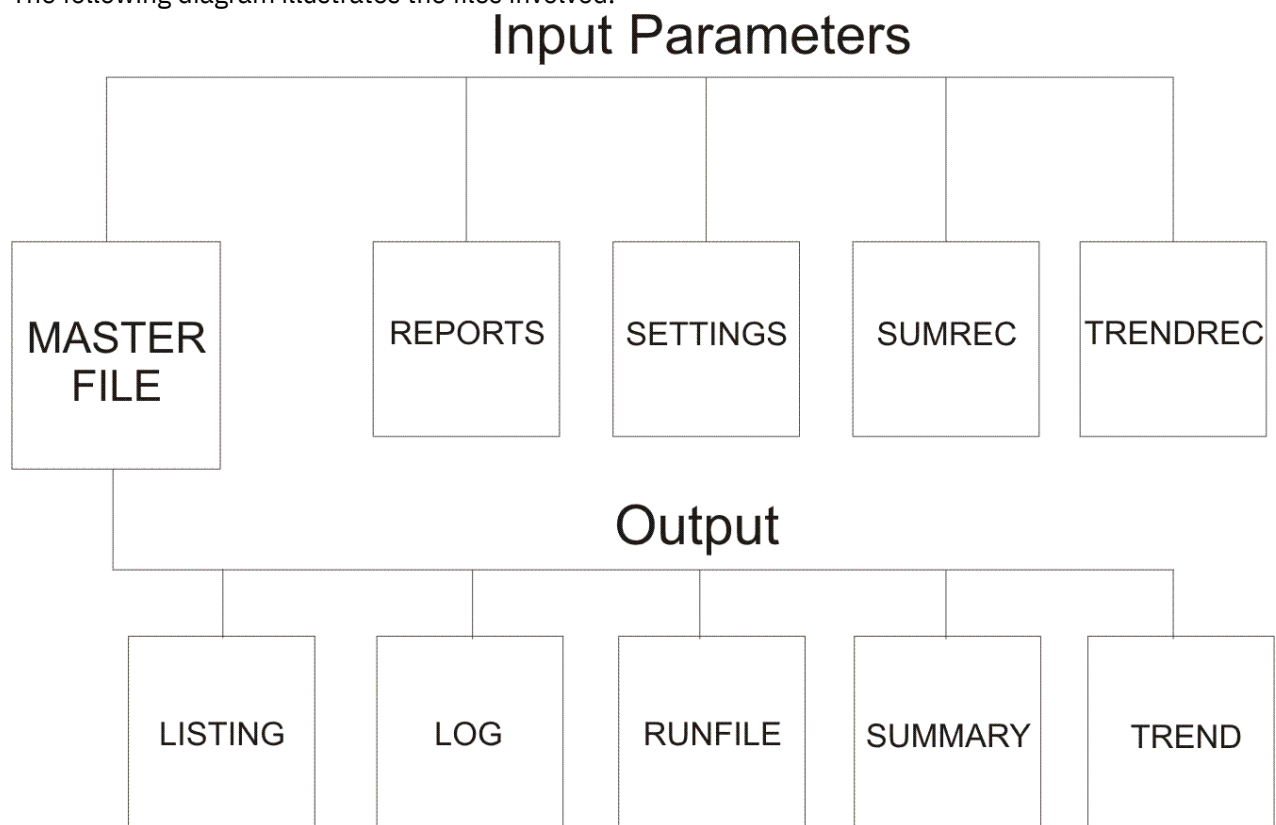 The following diagram illustrates the files involved:
Input Parameters
MASTER
FILE
REPORTS
SETTINGS
SUMREC
TRENDREC
Output
LISTING
LOG
RUNFILE
SUMMARY
TREND